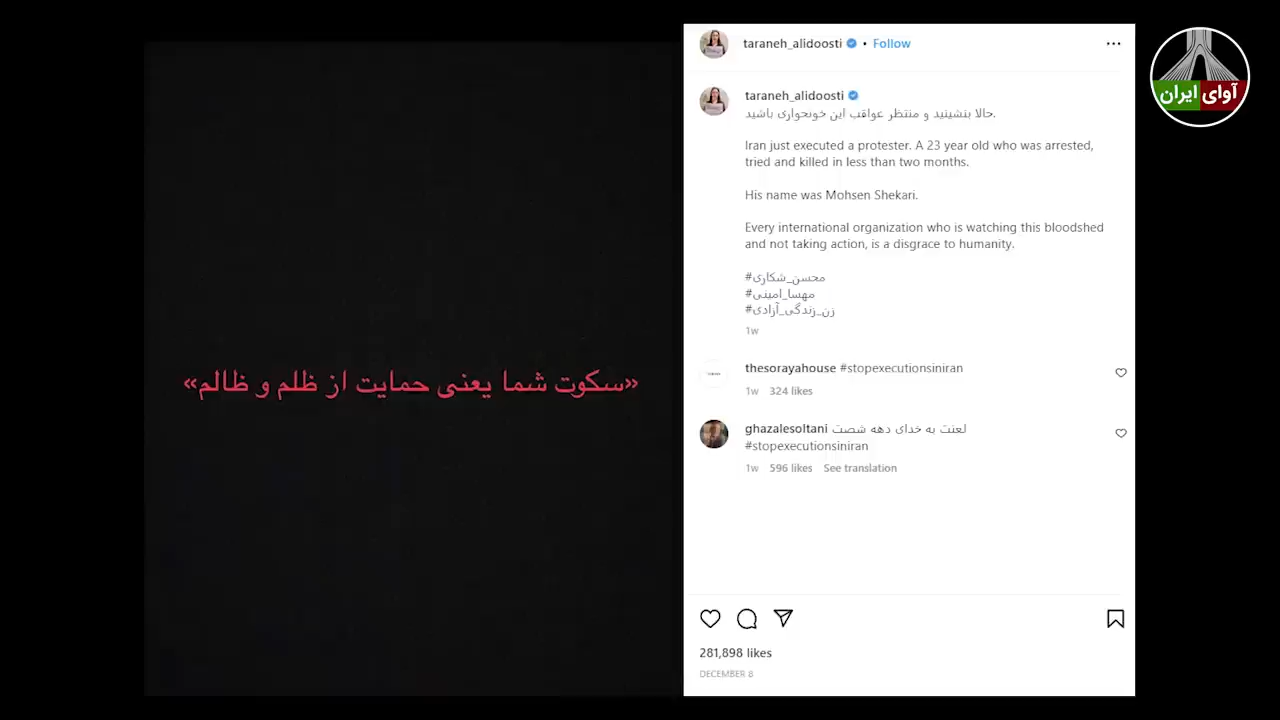 «سکوت شما یعنی حمایت از ظلم و ظالم»
taraneh_alidoosti • Follow
taraneh_alidoosti
حالا بنشینید و منتظر عواقب این خونخواری باشید.
Iran just executed a protester. A 23 year old who was arrested,
tried and killed in less than two months.
His name was Mohsen Shekari.
Every international organization who is watching this bloodshed
and not taking action, is a disgrace to humanity.
#محسن_شکاری
#مهسا_امینی
#زن_زندگی_آزادی
1w
thesorayahouse #stopexecutionsiniran
1w 324 likes
ghazalesoltani لعنت به خدای دهه شصت
#stopexecutionsiniran
1w 596 likes See translation
281,898 likes
DECEMBER 8
آوای ایران